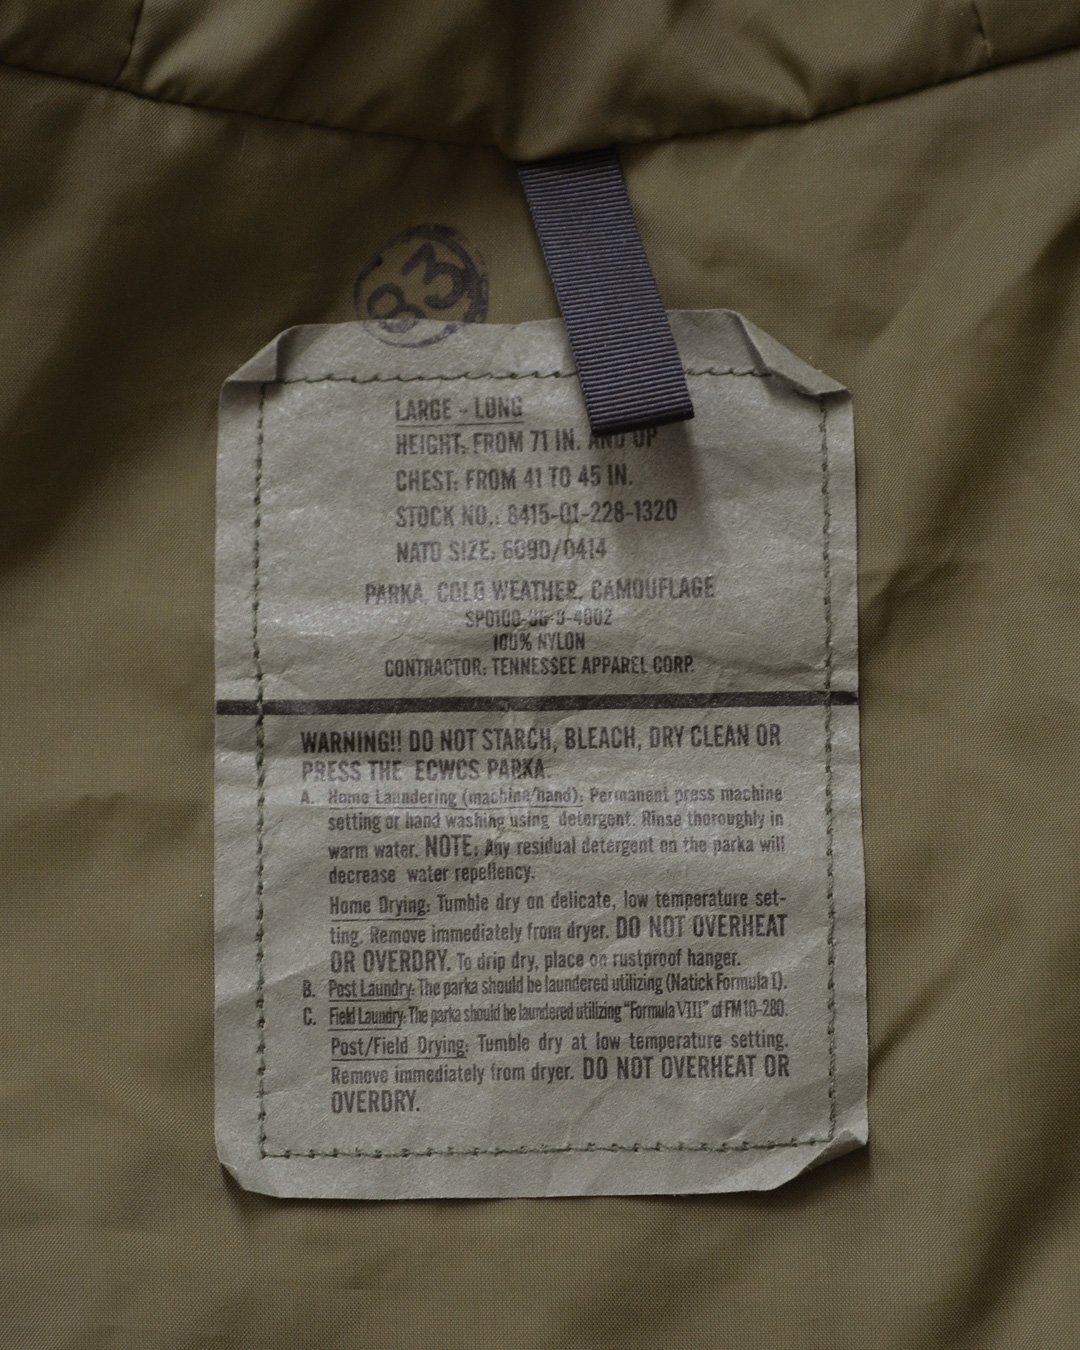 83
LARGE - LONG
HEIGHT: FROM 71 IN. AND UP
CHEST: FROM 41 TO 45 IN.
STOCK NO.: 8415-01-228-1320
NATO SIZE: 6090/0414
PARKA, COLD WEATHER, CAMOUFLAGE
100% NYLON
CONTRACTOR: TENNESSEE APPAREL CORP.
WARNING!! DO NOT STARCH, BLEACH, DRY CLEAN OR
PRESS THE ECWCS PARKA.
A. Home Laundering (machine/hand): Permanent press machine
setting or hand washing using detergent. Rinse thoroughly in
warm water. NOTE: Any residual detergent on the parka will
decrease water repellency.
Home Drying: Tumble dry on delicate, low temperature set-
ting. Remove immediately from dryer. DO NOT OVERHEAT
OR OVERDRY. To drip dry, place on rustproof hanger.
B. Post Laundry: The parka should be laundered utilizing (Natick Formula I).
C. Field Laundry: The parka should be laundered utilizing "Formula VIII" of FM 10-280.
Post/Field Drying: Tumble dry at low temperature setting.
Remove immediately from dryer. DO NOT OVERHEAT OR
OVERDRY.